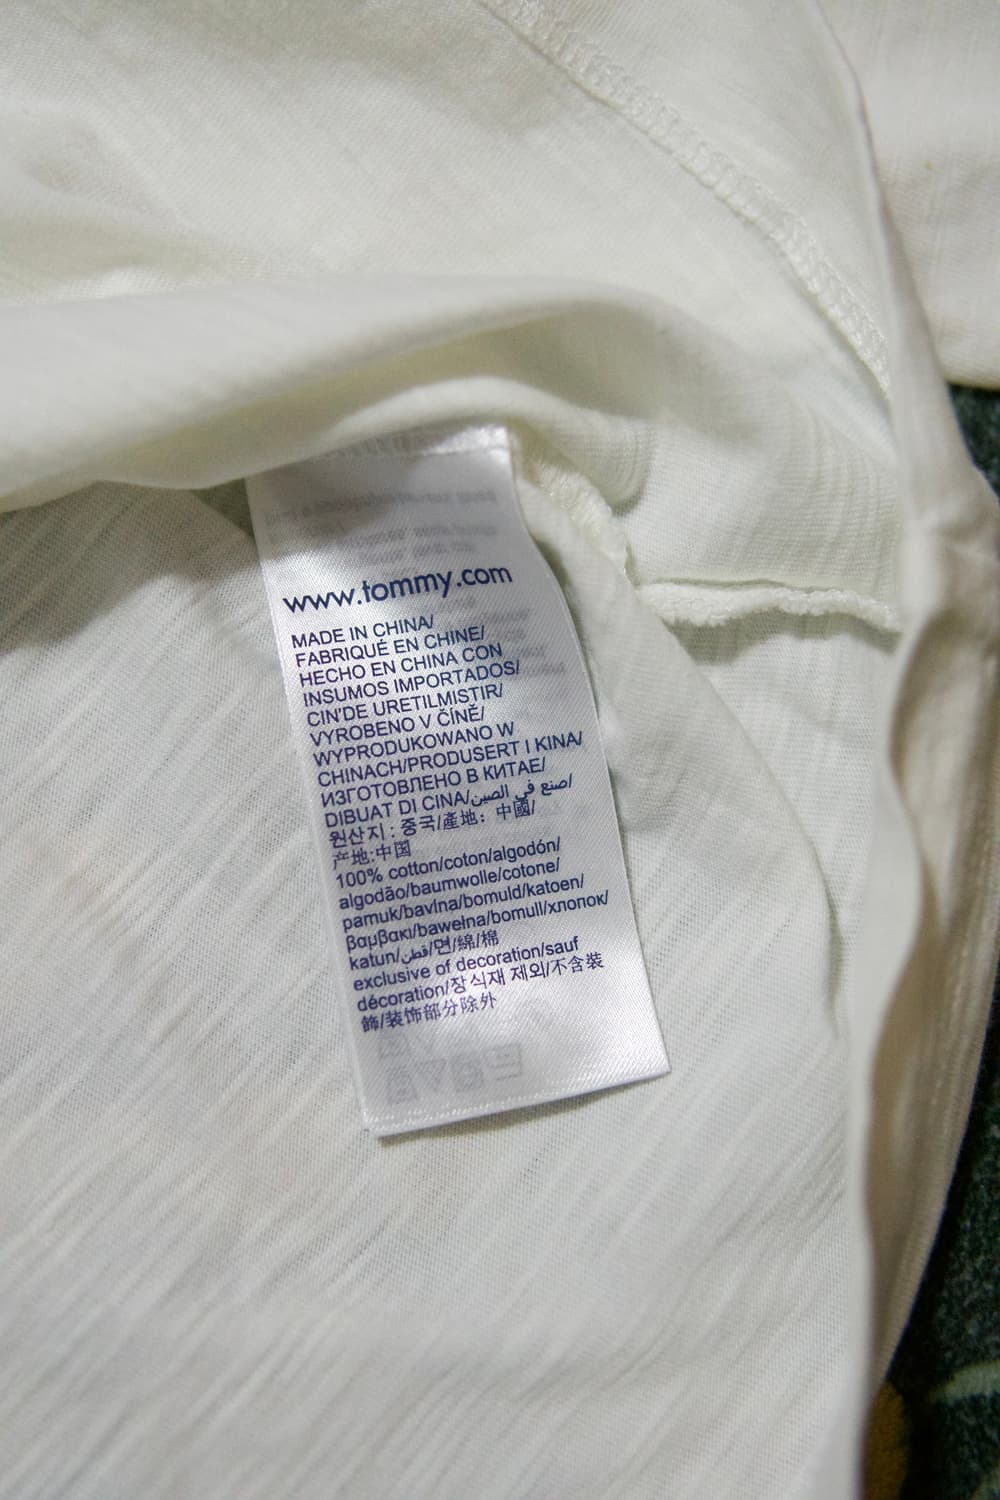 www.tommy.com
MADE IN CHINA/
FABRIQUÉ EN CHINE/
HECHO EN CHINA CON
INSUMOS IMPORTADOS/
CIN'DE URETILMISTIR/
VYROBENO V ČÍNĚ/
WYPRODUKOWANO W
CHINACH/PRODUSERT I KINA/
ИЗГОТОВЛЕНО В КИТАЕ/
DIBUAT DI CINA/صنع في الصين/
원산지 : 중국/產地：中國/
产地:中国
100% cotton/coton/algodón/
algodão/baumwolle/cotone/
pamuk/bavlna/bomuld/katoen/
βαμβακι/bawełna/bomull/хлопок/
katun/قطن/면/綿/棉
exclusive of decoration/sauf
décoration/장식재 제외/不含裝
飾/装饰部分除外